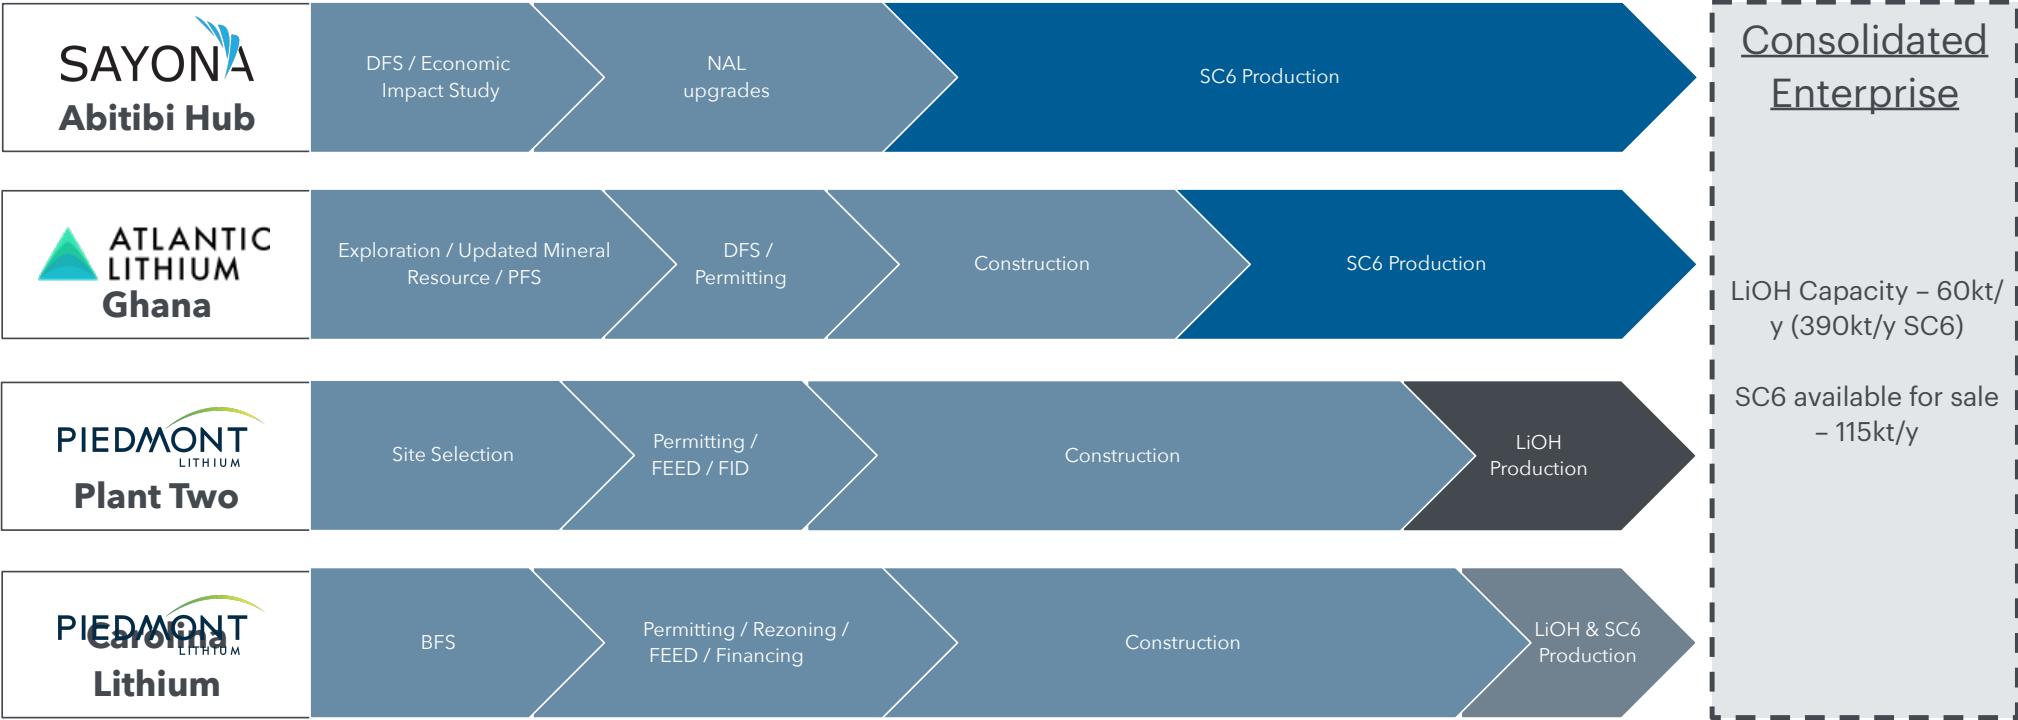 SAYONA
Abitibi Hub
DFS / Economic
Impact Study
NAL
upgrades
SC6 Production
ATLANTIC
LITHIUM
Ghana
Exploration / Updated Mineral
Resource / PFS
DFS /
Permitting
Construction
SC6 Production
PIEDMONT
LITHIUM
Plant Two
Site Selection
Permitting /
FEED / FID
Construction
LiOH
Production
PIEDMONT
LITHIUM
Carolina
Lithium
BFS
Permitting / Rezoning /
FEED / Financing
Construction
LiOH & SC6
Production
Consolidated
Enterprise
LiOH Capacity – 60kt/
y (390kt/y SC6)
SC6 available for sale
– 115kt/y